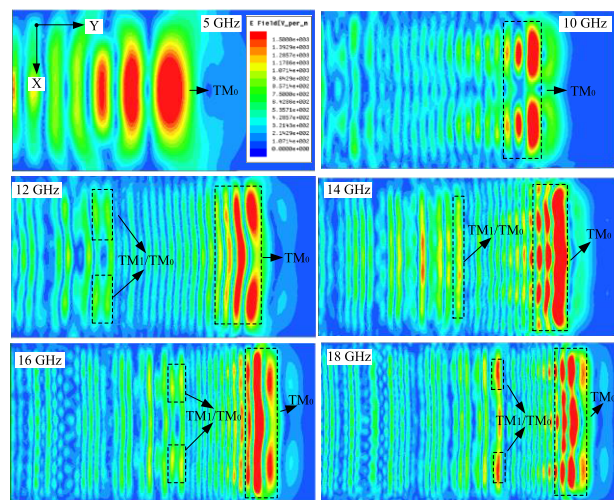 5 GHz
Y
X
E Field[V_per_m
1.5000e+003
1.3929e+003
1.2857e+003
1.1786e+003
1.0714e+003
9.6429e+002
8.5714e+002
7.5000e+002
6.4286e+002
5.3571e+002
4.2857e+002
3.2143e+002
2.1429e+002
1.0714e+002
0.0000e+000
TM₀
10 GHz
TM₀
12 GHz
TM₁/TM₀
TM₀
14 GHz
TM₁/TM₀
TM₀
16 GHz
TM₁/TM₀
TM₀
18 GHz
TM₁/TM₀
TM₀